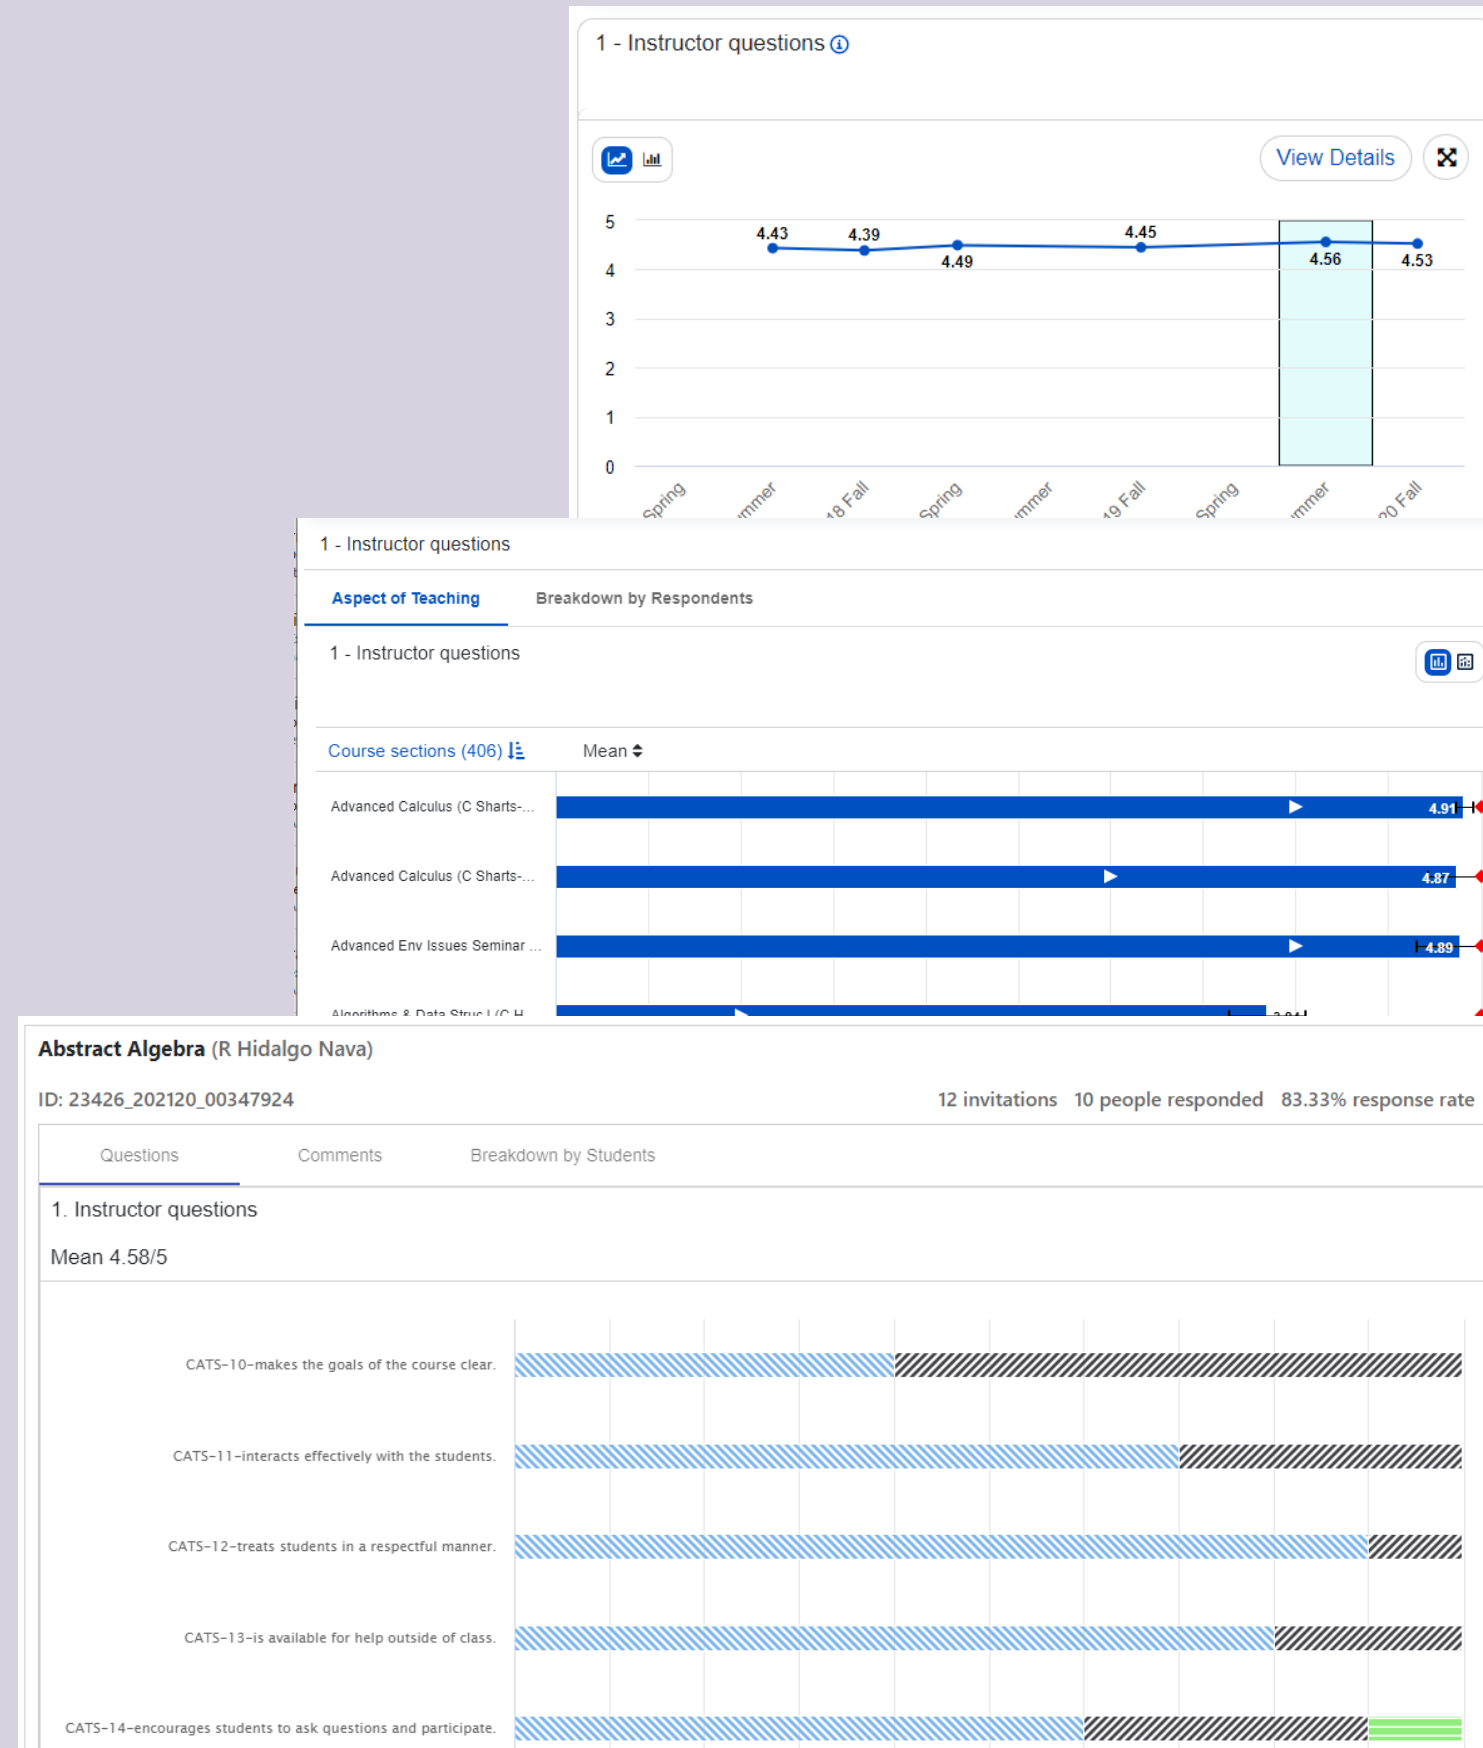 1 - Instructor questions
View Details
5
4.43
4.39
4.49
4.45
4.56
4.53
4
3
2
1
0
Spring
18 Fall
Spring
19 Fall
Spring
20 Fall
1 - Instructor questions
Aspect of Teaching Breakdown by Respondents
1 - Instructor questions
Course sections (406) Mean
Advanced Calculus (C Sharts-... 4.91
Advanced Calculus (C Sharts-... 4.87
Advanced Env Issues Seminar ... 4.89
Algorithms & Data Struc I (C H
Abstract Algebra (R Hidalgo Nava)
ID: 23426_202120_00347924 12 invitations 10 people responded 83.33% response rate
Questions Comments Breakdown by Students
1. Instructor questions
Mean 4.58/5
CATS-10-makes the goals of the course clear.
CATS-11-interacts effectively with the students.
CATS-12-treats students in a respectful manner.
CATS-13-is available for help outside of class.
CATS-14-encourages students to ask questions and participate.